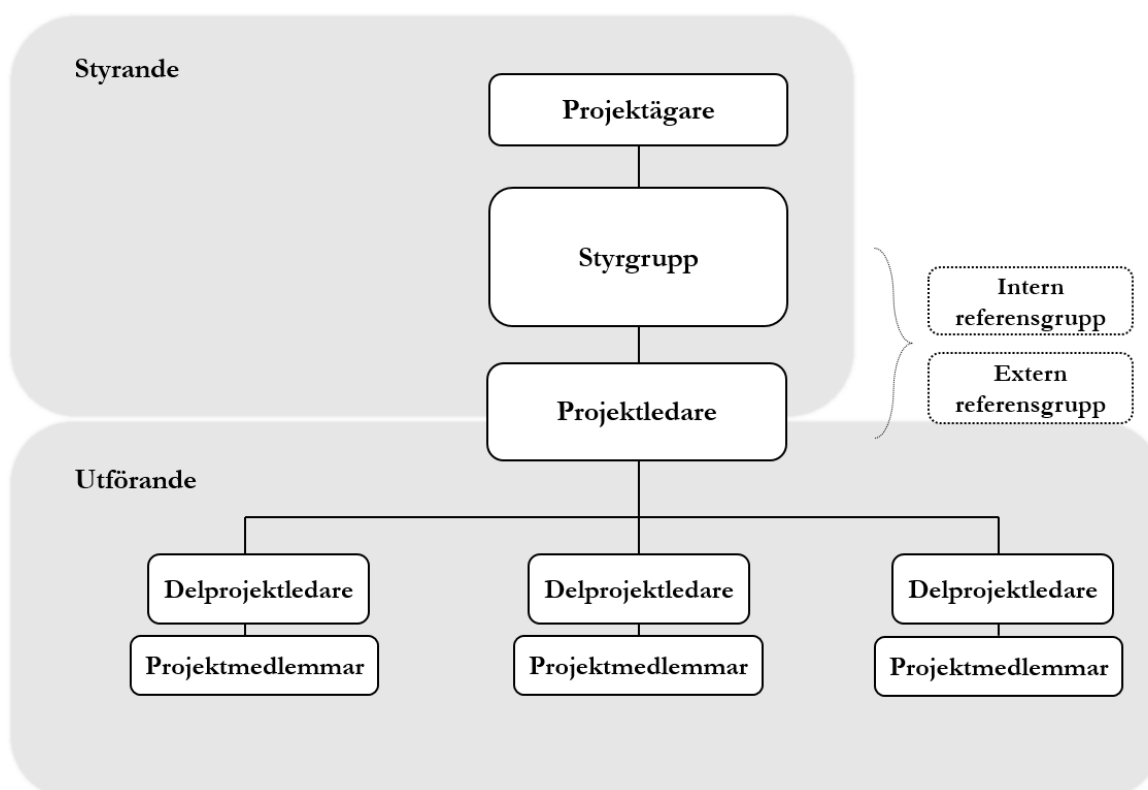 Styrande
Projektägare
Styrgrupp
Intern
referensgrupp
Extern
referensgrupp
Projektledare
Utförande
Delprojektledare
Delprojektledare
Delprojektledare
Projektmedlemmar
Projektmedlemmar
Projektmedlemmar